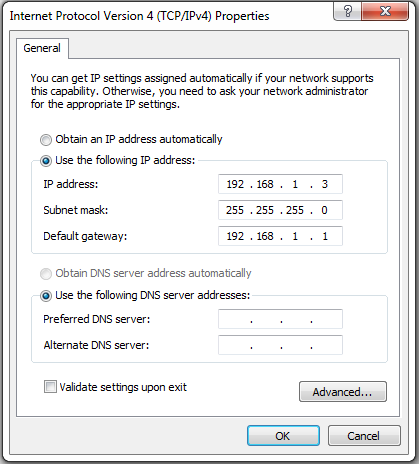 Internet Protocol Version 4 (TCP/IPv4) Properties
General
You can get IP settings assigned automatically if your network supports
this capability. Otherwise, you need to ask your network administrator
for the appropriate IP settings.
Obtain an IP address automatically
Use the following IP address:
IP address: 192 . 168 . 1 . 3
Subnet mask: 255 . 255 . 255 . 0
Default gateway: 192 . 168 . 1 . 1
Obtain DNS server address automatically
Use the following DNS server addresses:
Preferred DNS server: . . .
Alternate DNS server: . . .
Validate settings upon exit
Advanced...
OK Cancel